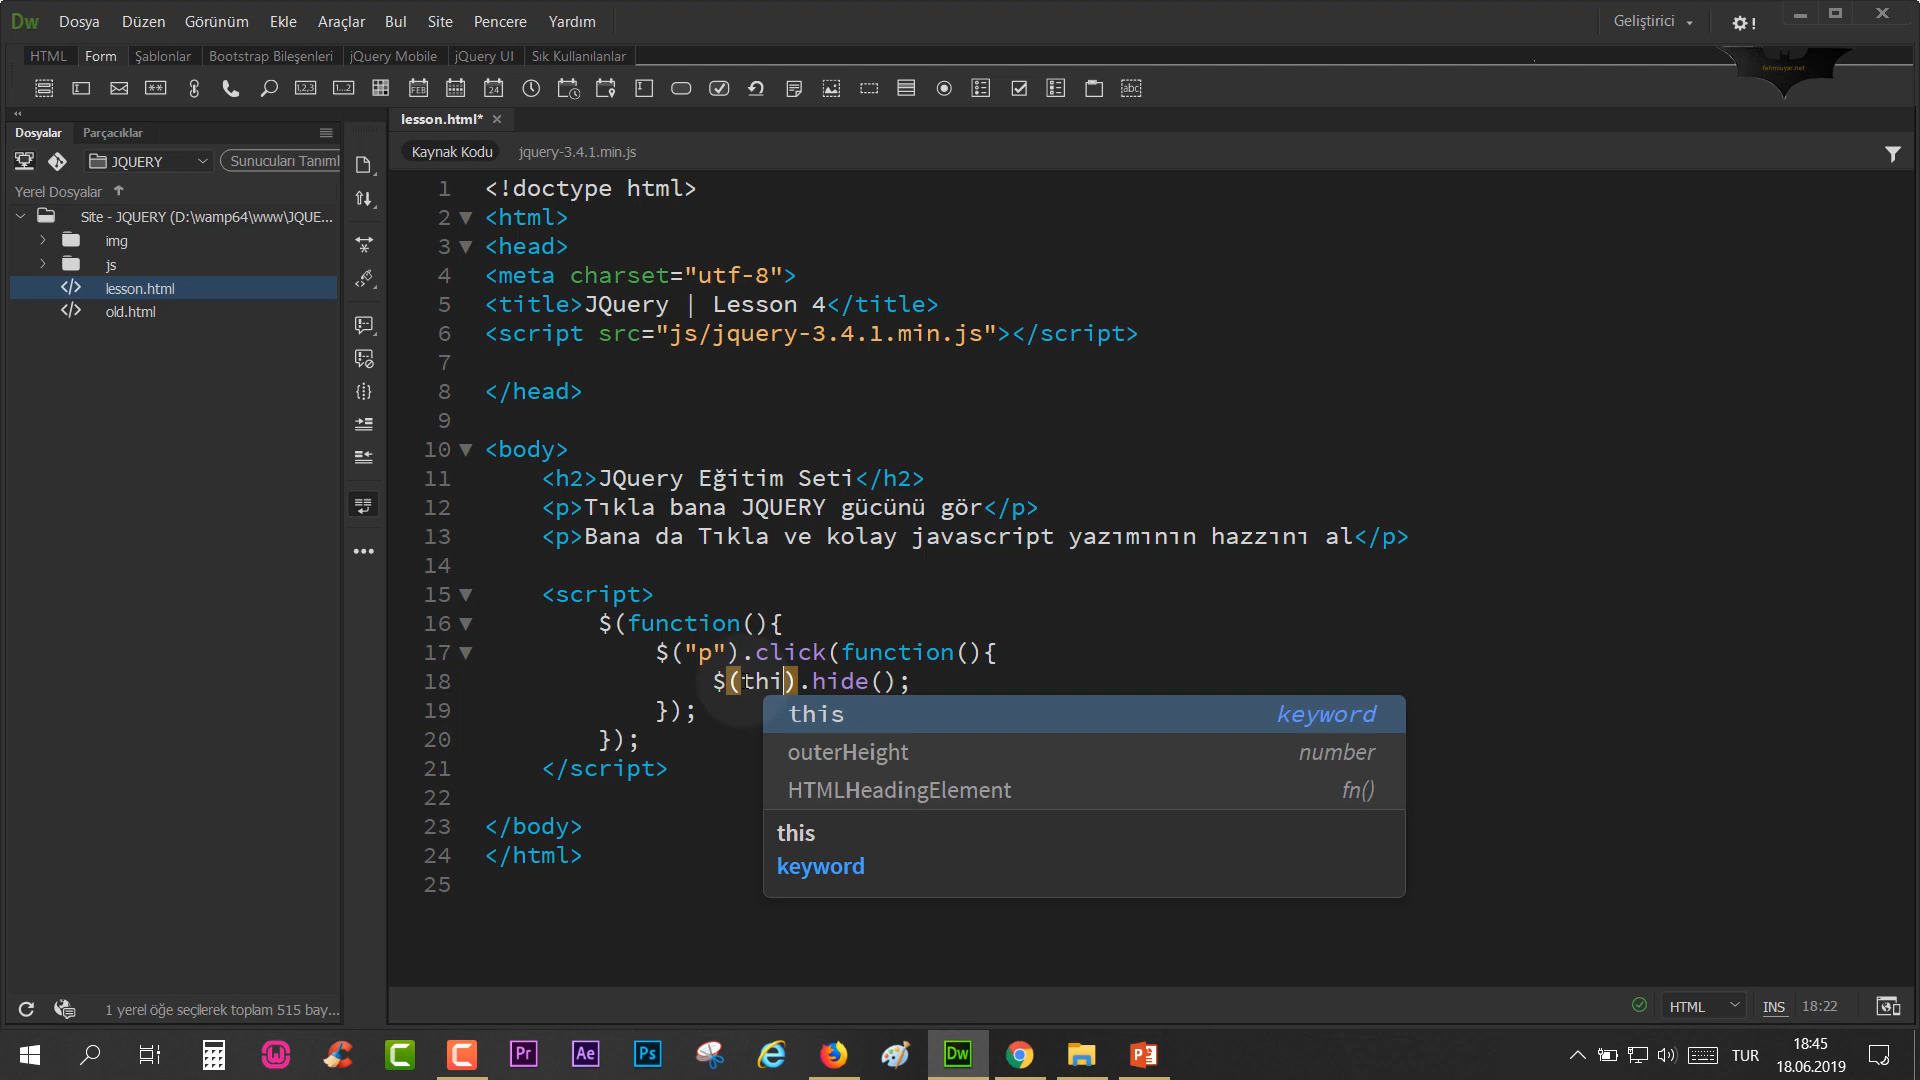 Dw Dosya Düzen Görünüm Ekle Araçlar Bul Site Pencere Yardım Geliştirici
HTML Form Şablonlar Bootstrap Bileşenleri jQuery Mobile jQuery UI Sık Kullanılanlar
fehmiuyar.net
Dosyalar Parçacıklar
lesson.html*
JQUERY Sunucuları Tanıml
Kaynak Kodu jquery-3.4.1.min.js
Yerel Dosyalar
Site - JQUERY (D:\wamp64\www\JQUE...
img
js
lesson.html
old.html
1 <!doctype html>
2 <html>
3 <head>
4 <meta charset="utf-8">
5 <title>JQuery | Lesson 4</title>
6 <script src="js/jquery-3.4.1.min.js"></script>
7
8 </head>
9
10 <body>
11 <h2>JQuery Eğitim Seti</h2>
12 <p>Tıkla bana JQUERY gücünü gör</p>
13 <p>Bana da Tıkla ve kolay javascript yazımının hazzını al</p>
14
15 <script>
16 $(function(){
17 $("p").click(function(){
18 $(thi).hide();
19 });
20 });
21 </script>
22
23 </body>
24 </html>
25
this keyword
outerHeight number
HTMLHeadingElement fn()
this
keyword
1 yerel öğe seçilerek toplam 515 bay...
HTML INS 18:22
Pr Ae Ps Dw
TUR
18:45
18.06.2019